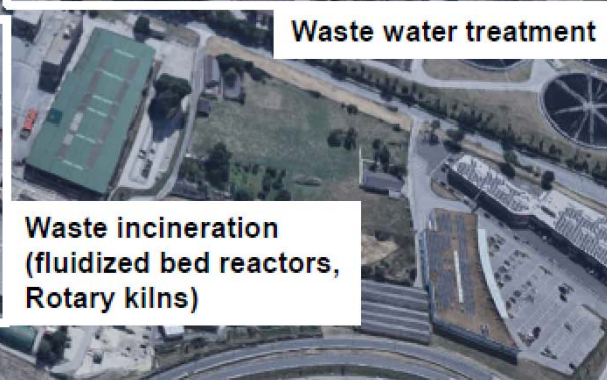 Waste water treatment
Waste incineration
(fluidized bed reactors,
Rotary kilns)